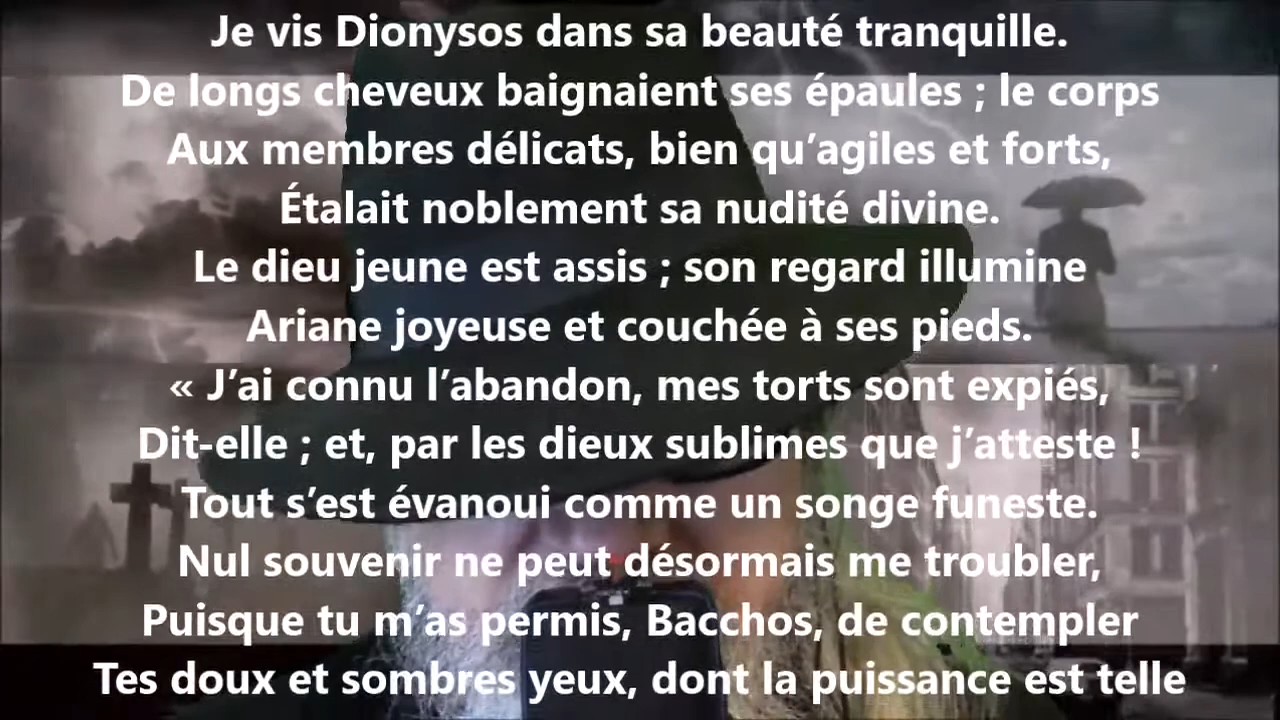 Je vis Dionysos dans sa beauté tranquille.
De longs cheveux baignaient ses épaules ; le corps
Aux membres délicats, bien qu’agiles et forts,
Étalait noblement sa nudité divine.
Le dieu jeune est assis ; son regard illumine
Ariane joyeuse et couchée à ses pieds.
« J’ai connu l’abandon, mes torts sont expiés,
Dit-elle ; et, par les dieux sublimes que j’atteste !
Tout s’est évanoui comme un songe funeste.
Nul souvenir ne peut désormais me troubler,
Puisque tu m’as permis, Bacchos, de contempler
Tes doux et sombres yeux, dont la puissance est telle